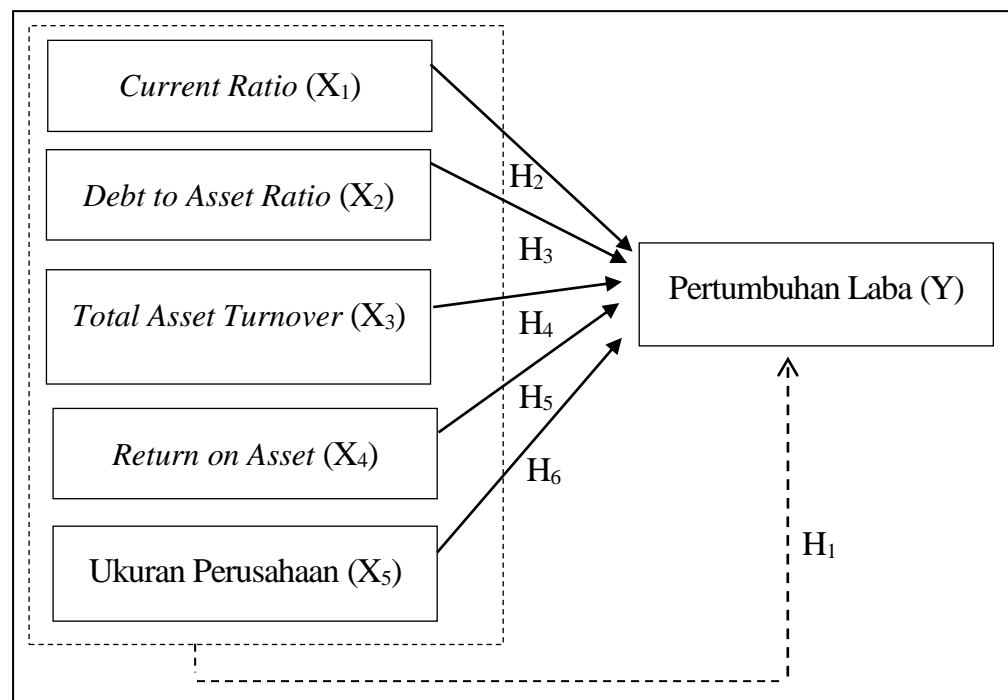 Current Ratio (X₁)
H₂
Debt to Asset Ratio (X₂)
H₃
Pertumbuhan Laba (Y)
Total Asset Turnover (X₃)
H₄
H₅
Return on Asset (X₄)
H₆
H₁
Ukuran Perusahaan (X₅)